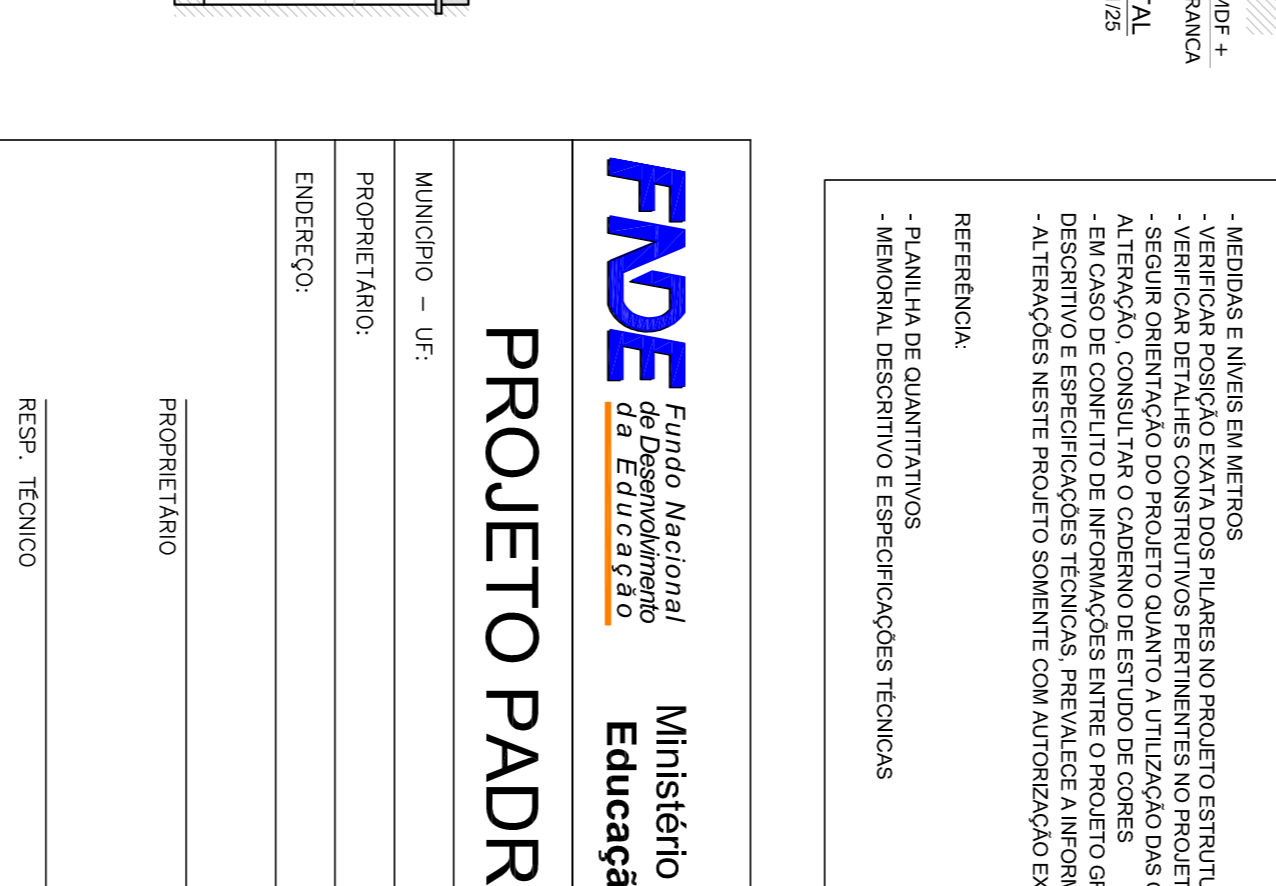 MDF +
RANCA
TAL
1/25
- MEDIDAS E NÍVEIS EM METROS
- VERIFICAR POSIÇÃO EXATA DOS PILARES NO PROJETO ESTRUTU
- VERIFICAR DETALHES CONSTRUTIVOS PERTINENTES NO PROJET
- SEGUIR ORIENTAÇÃO DO PROJETO QUANTO A UTILIZAÇÃO DAS
ALTERAÇÃO, CONSULTAR O CADERNO DE ESTUDO DE CORES
- EM CASO DE CONFLITO DE INFORMAÇÕES ENTRE O PROJETO
DESCRITIVO E ESPECIFICAÇÕES TÉCNICAS, PREVALECE A INFORM
- ALTERAÇÕES NESTE PROJETO SOMENTE COM AUTORIZAÇÃO EX
REFERÊNCIA:
- PLANILHA DE QUANTITATIVOS
- MEMORIAL DESCRITIVO E ESPECIFICAÇÕES TÉCNICAS
FNDE
Fundo Nacional
de Desenvolvimento
da Educação
Ministério
Educaçã
PROJETO PADR
MUNICÍPIO – UF:
PROPRIETÁRIO:
ENDEREÇO:
PROPRIETÁRIO
RESP. TÉCNICO